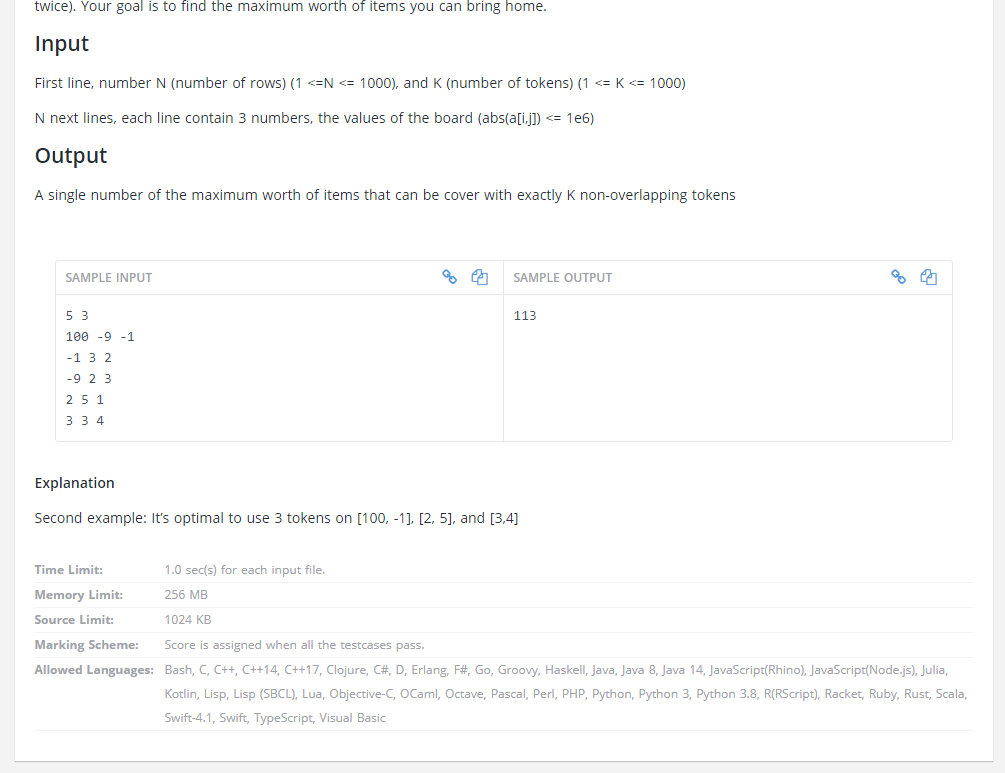 twice). Your goal is to find the maximum worth of items you can bring home.
Input
First line, number N (number of rows) (1 <=N <= 1000), and K (number of tokens) (1 <= K <= 1000)
N next lines, each line contain 3 numbers, the values of the board (abs(a[i,j]) <= 1e6)
Output
A single number of the maximum worth of items that can be cover with exactly K non-overlapping tokens
SAMPLE INPUT
5 3
100 -9 -1
-1 3 2
-9 2 3
2 5 1
3 3 4
SAMPLE OUTPUT
113
Explanation
Second example: It’s optimal to use 3 tokens on [100, -1], [2, 5], and [3,4]
Time Limit: 1.0 sec(s) for each input file.
Memory Limit: 256 MB
Source Limit: 1024 KB
Marking Scheme: Score is assigned when all the testcases pass.
Allowed Languages: Bash, C, C++, C++14, C++17, Clojure, C#, D, Erlang, F#, Go, Groovy, Haskell, Java, Java 8, Java 14, JavaScript(Rhino), JavaScript(Node.js), Julia,
Kotlin, Lisp, Lisp (SBCL), Lua, Objective-C, OCaml, Octave, Pascal, Perl, PHP, Python, Python 3, Python 3.8, R(RScript), Racket, Ruby, Rust, Scala,
Swift-4.1, Swift, TypeScript, Visual Basic